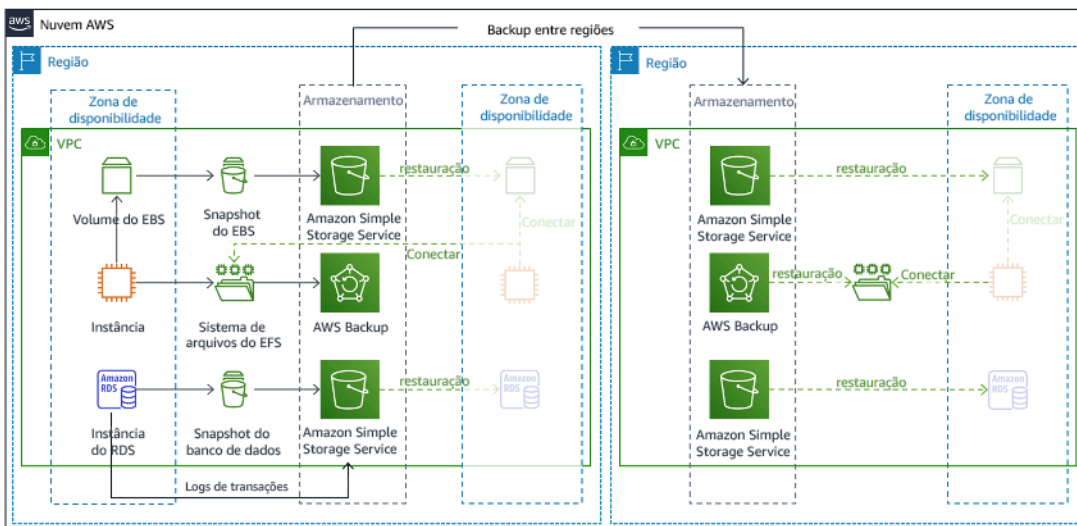 aws
Nuvem AWS
Backup entre regiões
Região
Zona de
disponibilidade
Armazenamento
Zona de
disponibilidade
VPC
restauração
Volume do EBS
Snapshot
do EBS
Amazon Simple
Storage Service
Conectar
Conectar
Instância
Sistema de
arquivos do EFS
AWS Backup
Amazon
RDS
restauração
Amazon
RDS
Instância
do RDS
Snapshot do
banco de dados
Amazon Simple
Storage Service
Logs de transações
Região
Armazenamento
Zona de
disponibilidade
VPC
restauração
Amazon Simple
Storage Service
Conectar
restauração
Conectar
AWS Backup
restauração
Amazon
RDS
Amazon Simple
Storage Service